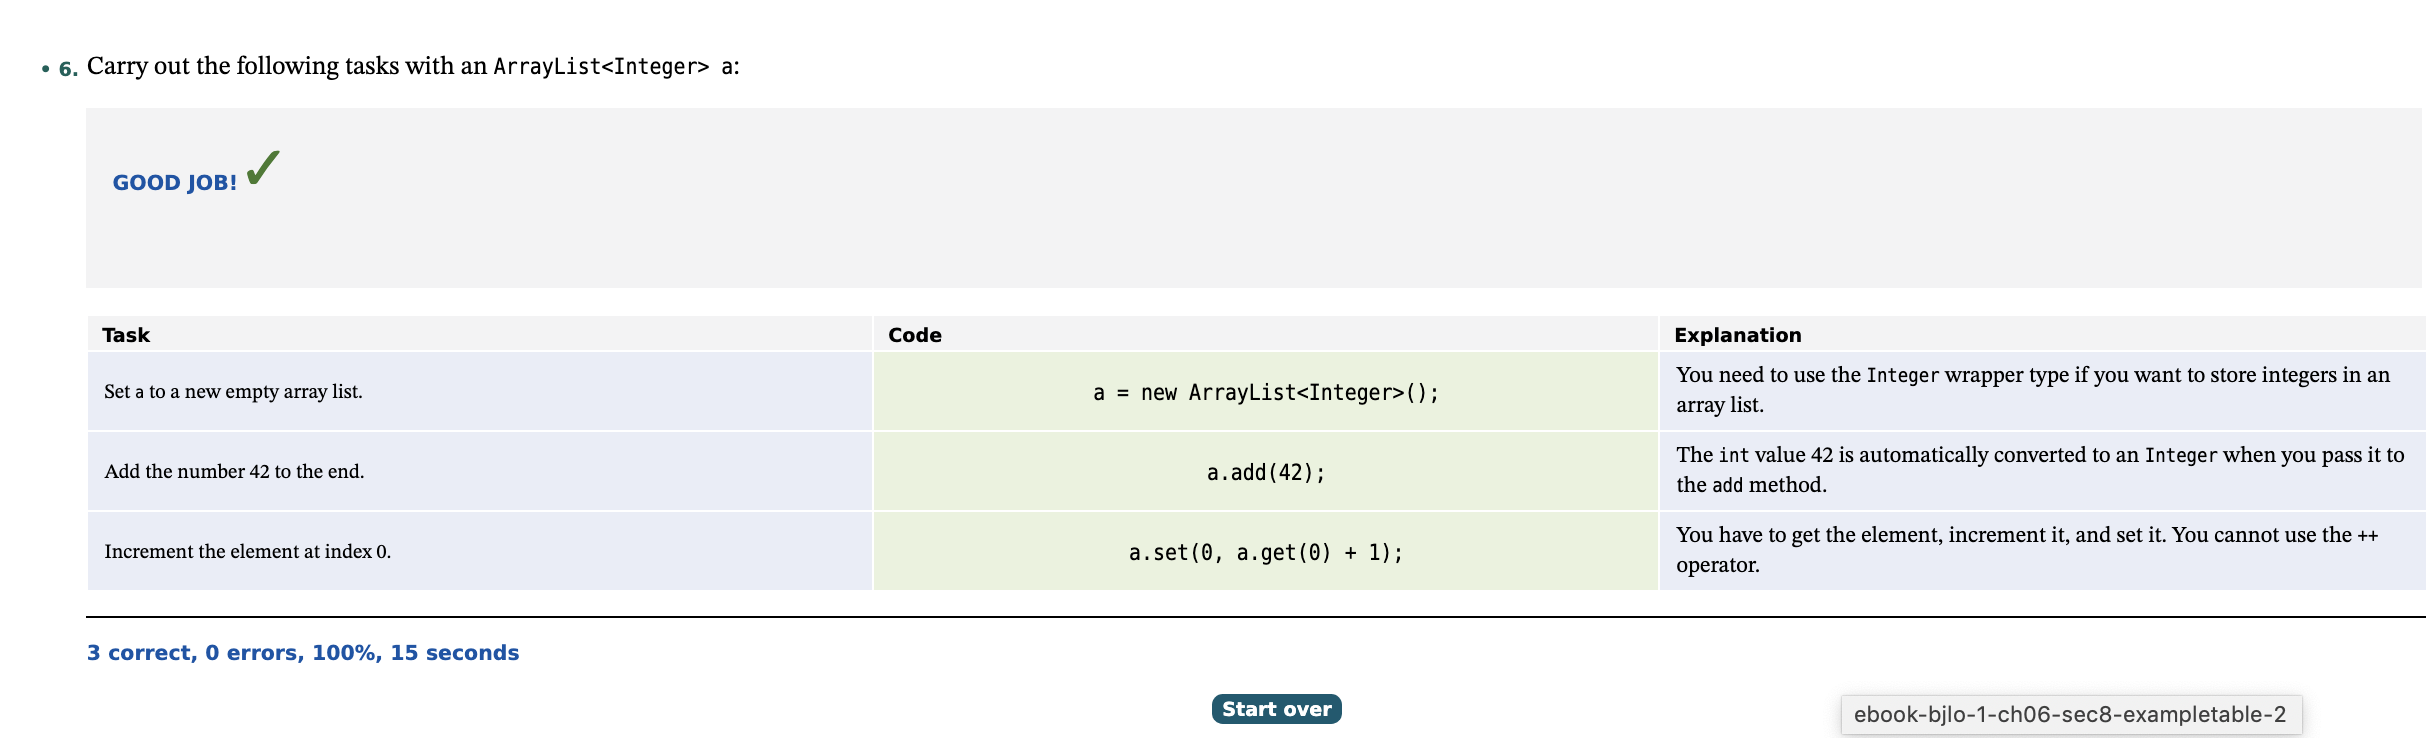 • 6. Carry out the following tasks with an ArrayList<Integer> a:
GOOD JOB! ✓
Task Code Explanation
Set a to a new empty array list.
a = new ArrayList<Integer>();
You need to use the Integer wrapper type if you want to store integers in an
array list.
Add the number 42 to the end.
a.add(42);
The int value 42 is automatically converted to an Integer when you pass it to
the add method.
Increment the element at index 0.
a.set(0, a.get(0) + 1);
You have to get the element, increment it, and set it. You cannot use the ++
operator.
3 correct, 0 errors, 100%, 15 seconds
Start over
ebook-bjlo-1-ch06-sec8-exampletable-2